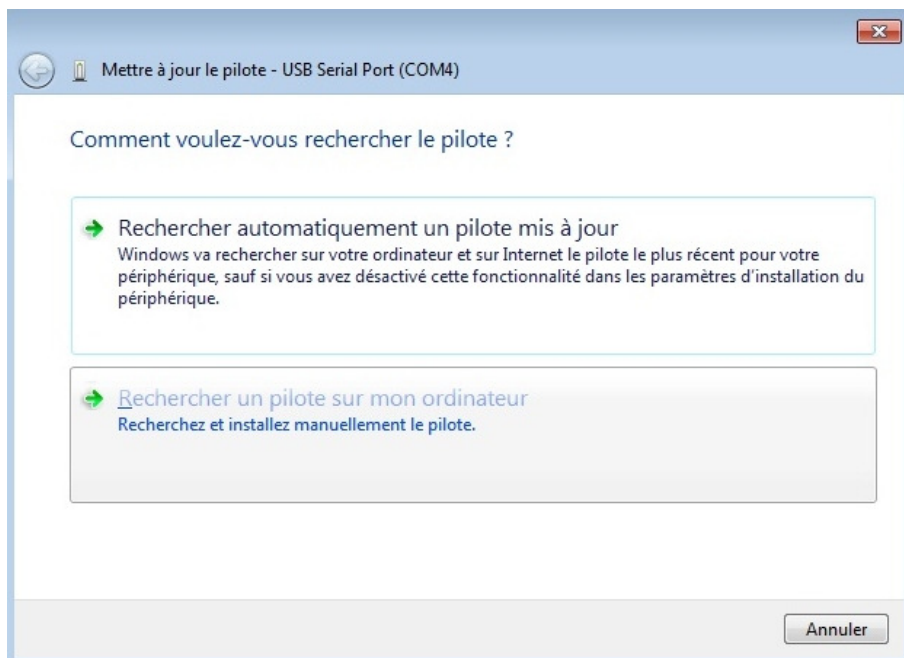 Mettre à jour le pilote - USB Serial Port (COM4)
Comment voulez-vous rechercher le pilote ?
Rechercher automatiquement un pilote mis à jour
Windows va rechercher sur votre ordinateur et sur Internet le pilote le plus récent pour votre
périphérique, sauf si vous avez désactivé cette fonctionnalité dans les paramètres d'installation du
périphérique.
Rechercher un pilote sur mon ordinateur
Recherchez et installez manuellement le pilote.
Annuler